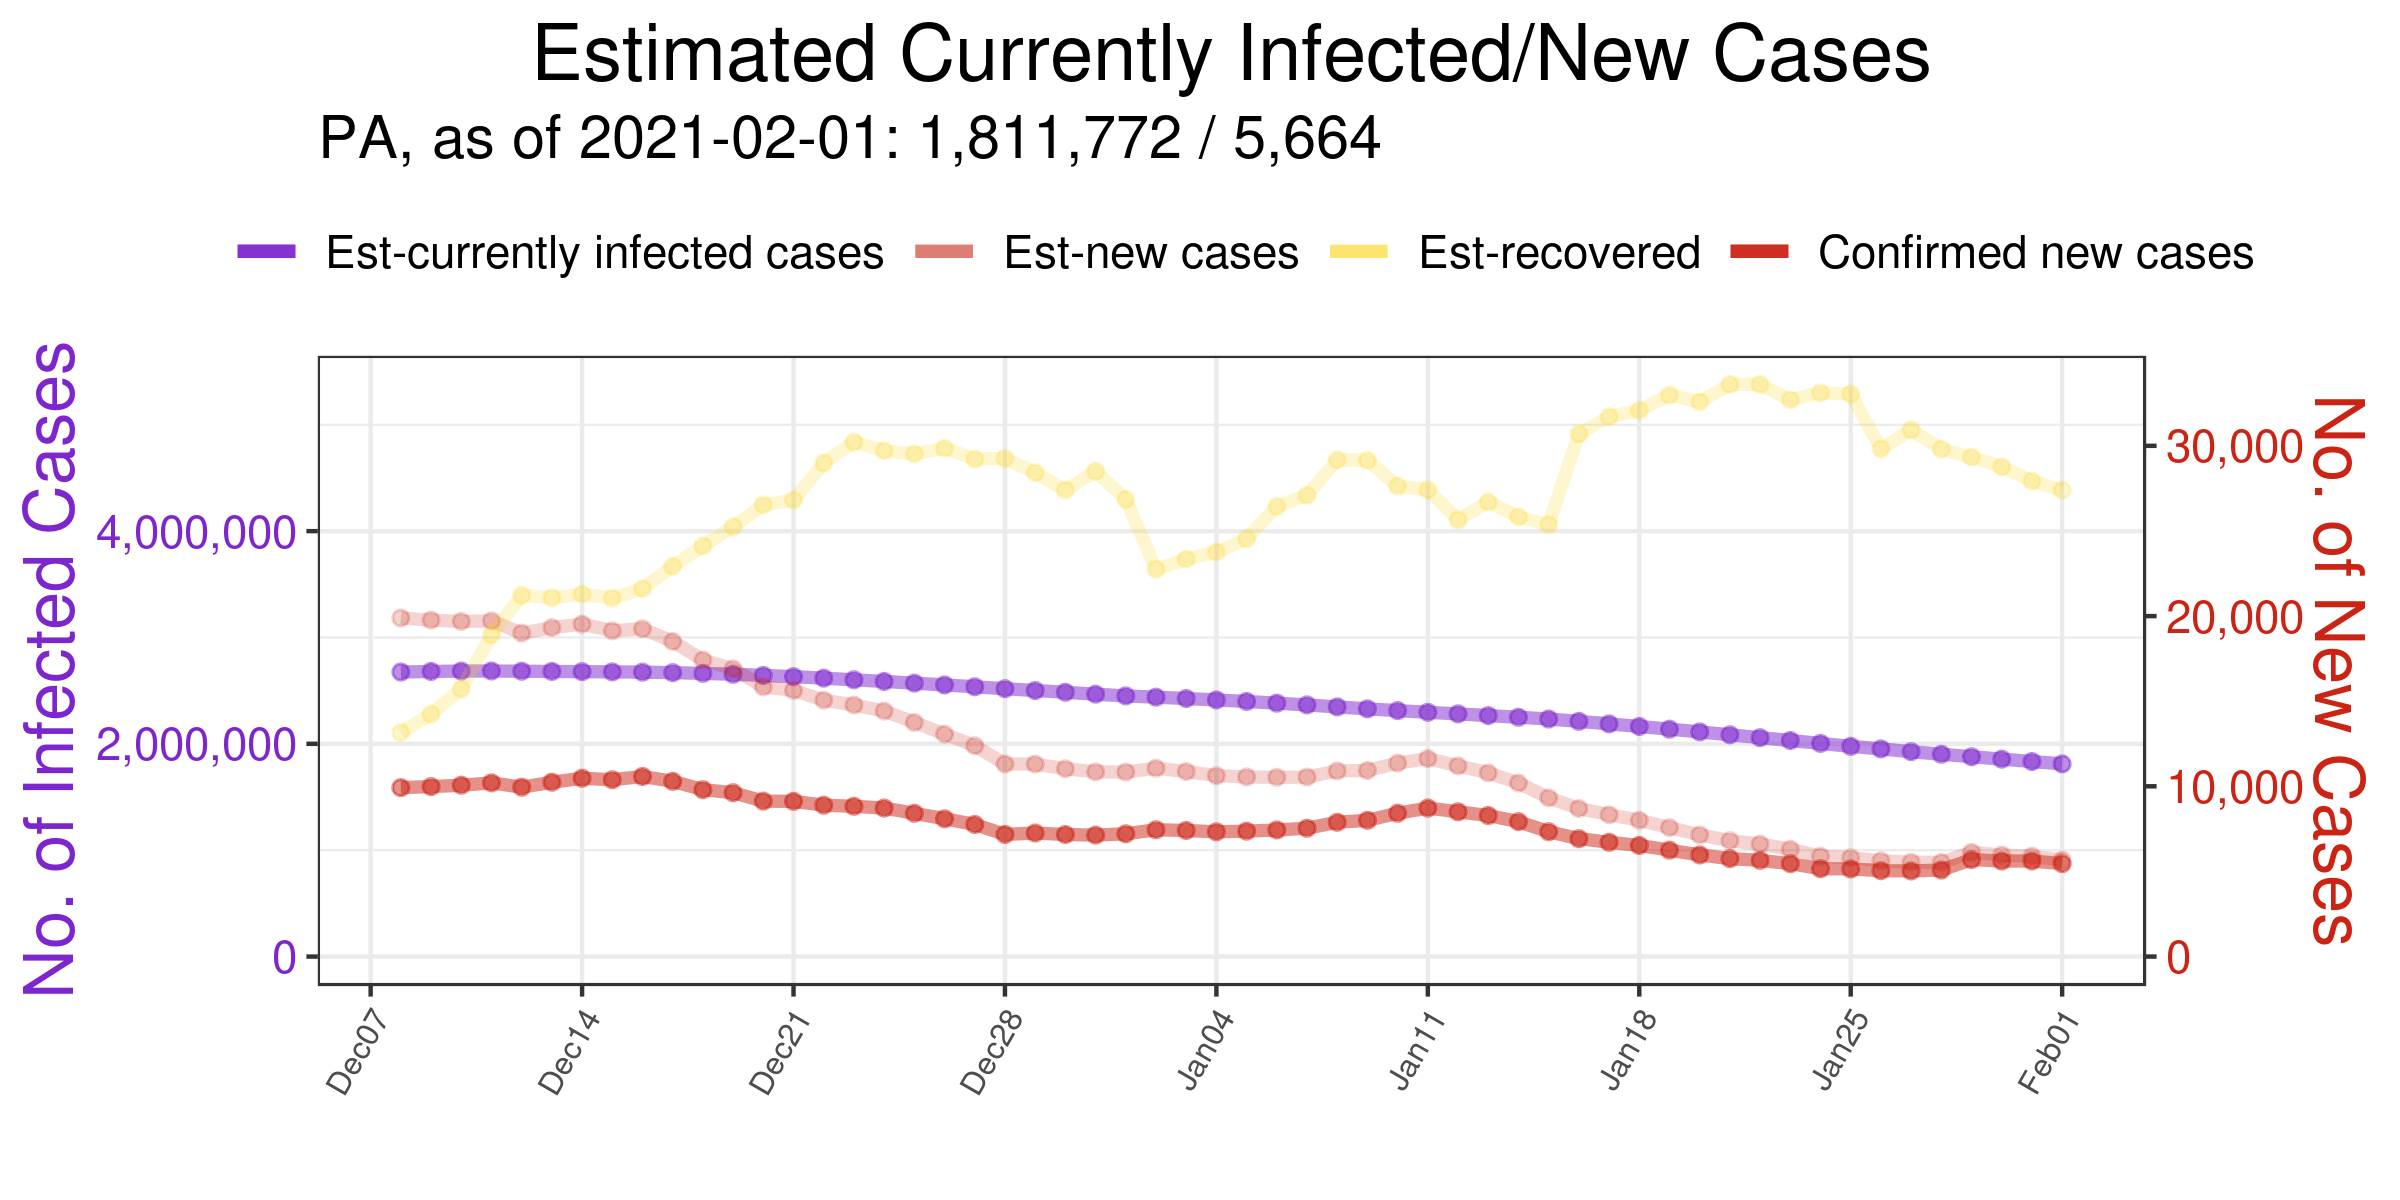 Estimated Currently Infected/New Cases
PA, as of 2021-02-01: 1,811,772 / 5,664
Est-currently infected cases
Est-new cases
Est-recovered
Confirmed new cases
No. of Infected Cases
4,000,000
2,000,000
0
30,000
20,000
10,000
0
No. of New Cases
Dec07
Dec14
Dec21
Dec28
Jan04
Jan11
Jan18
Jan25
Feb01